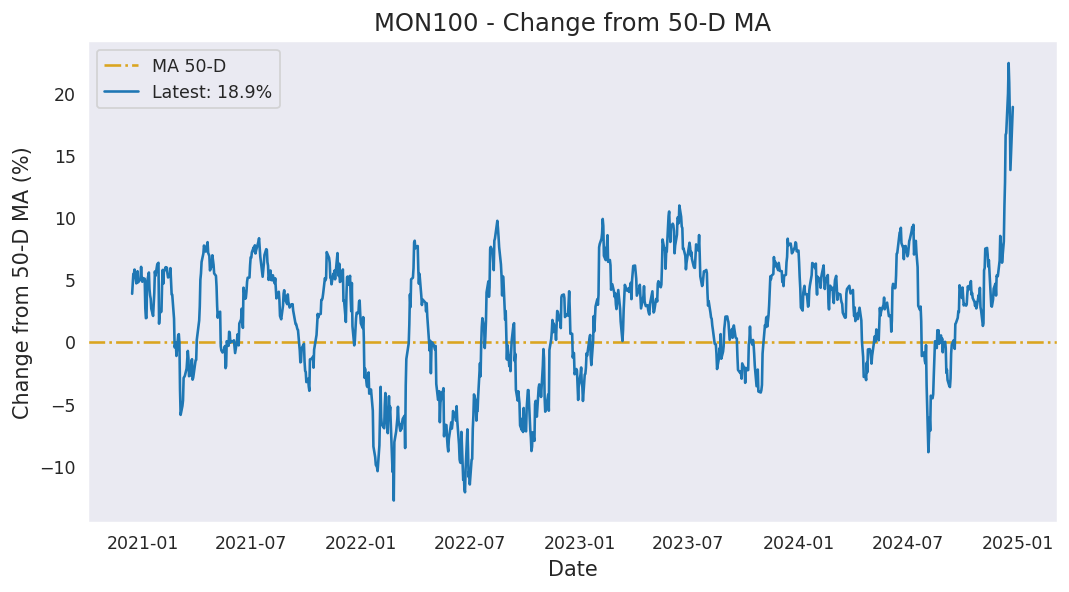 MON100 - Change from 50-D MA
MA 50-D
Latest: 18.9%
Change from 50-D MA (%)
20
15
10
5
0
−5
−10
2021-01 2021-07 2022-01 2022-07 2023-01 2023-07 2024-01 2024-07 2025-01
Date